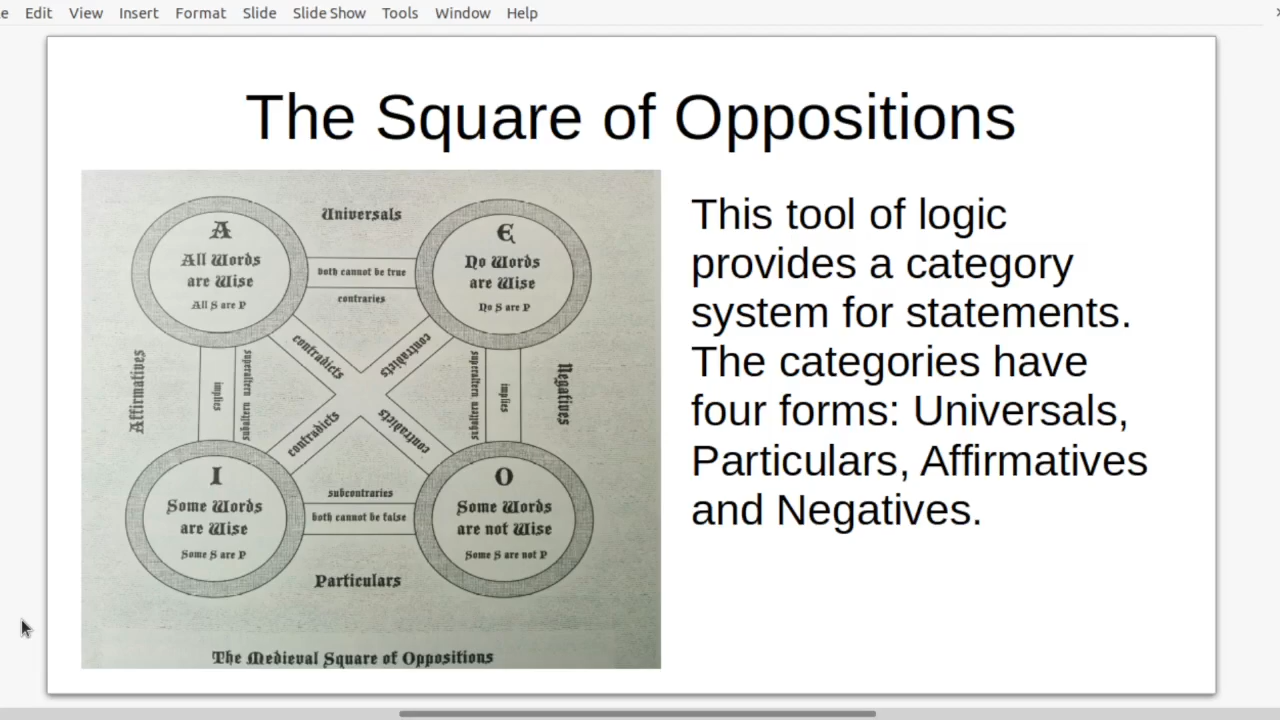 e Edit View Insert Format Slide Slide Show Tools Window Help
The Square of Oppositions
Universals
A
All Words
are Wise
All S are P
both cannot be true
contraries
E
No Words
are Wise
No S are P
contradicts
contradicts
Affirmatives
implies
superaltern subaltern
superaltern subaltern
implies
Negatives
contradicts
contradicts
I
Some Words
are Wise
Some S are P
subcontraries
both cannot be false
O
Some Words
are not Wise
Some S are not P
Particulars
The Medieval Square of Oppositions
This tool of logic
provides a category
system for statements.
The categories have
four forms: Universals,
Particulars, Affirmatives
and Negatives.